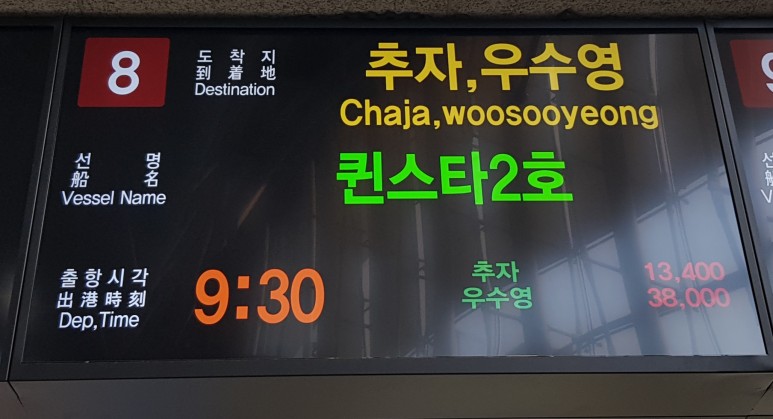 8
도착지
到着地
Destination
추자,우수영
Chaja,woosooyeong
선 명
船 名
Vessel Name
퀸스타2호
출항시각
出港時刻
Dep,Time
9:30
추자 13,400
우수영 38,000